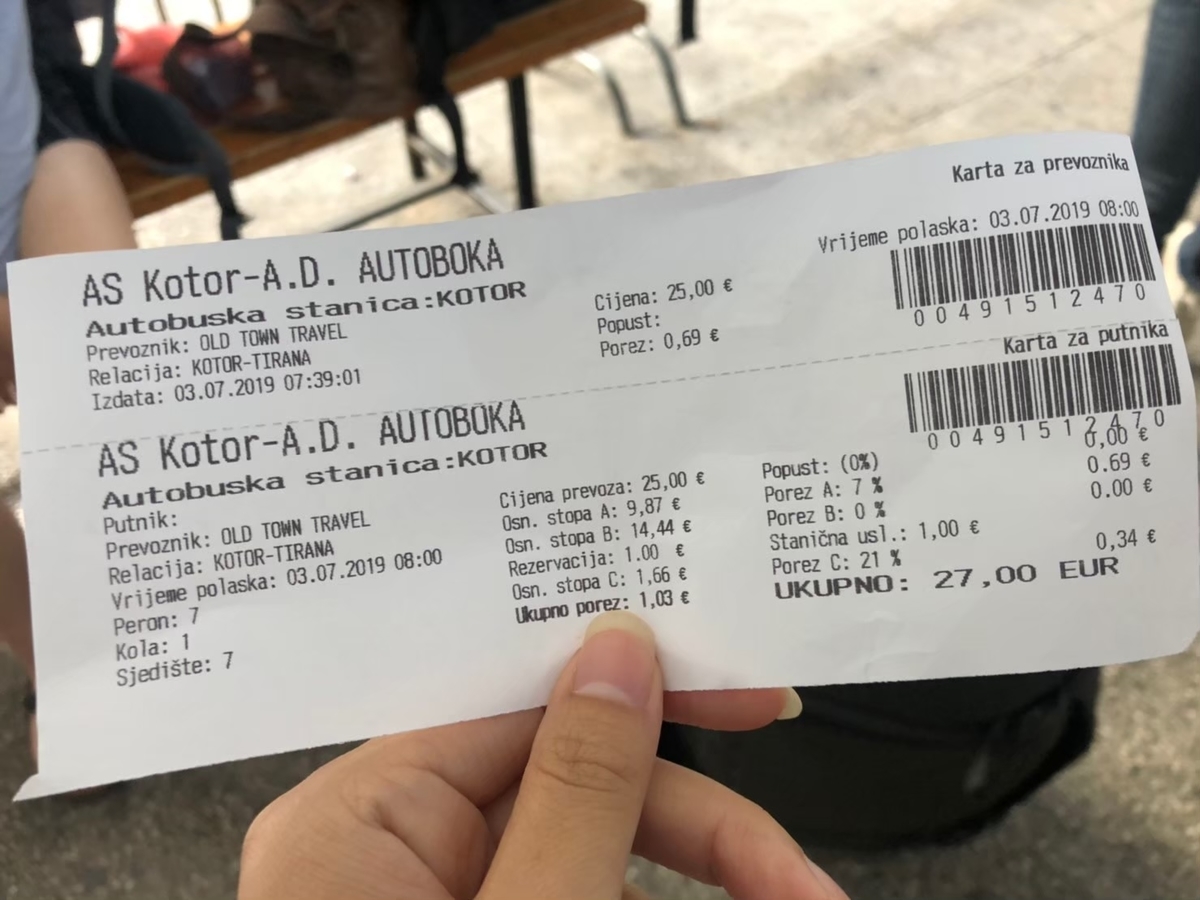 Karta za prevoznika
AS Kotor-A.D. AUTOBOKA
Vrijeme polaska: 03.07.2019 08:00
Autobuska stanica:KOTOR
Prevoznik: OLD TOWN TRAVEL
Relacija: KOTOR-TIRANA
Izdata: 03.07.2019 07:39:01
Cijena: 25,00 €
Popust:
Porez: 0,69 €
00491512470
Karta za putnika
AS Kotor-A.D. AUTOBOKA
Autobuska stanica:KOTOR
00491512470
Putnik:
Prevoznik: OLD TOWN TRAVEL
Relacija: KOTOR-TIRANA
Vrijeme polaska: 03.07.2019 08:00
Peron: 7
Kola: 1
Sjedište: 7
Cijena prevoza: 25,00 €
Osn. stopa A: 9,87 €
Osn. stopa B: 14,44 €
Rezervacija: 1.00 €
Osn. stopa C: 1,66 €
Ukupno porez: 1,03 €
Popust: (0%) 0,00 €
Porez A: 7 % 0.69 €
Porez B: 0 % 0.00 €
Stanična usl.: 1,00 €
Porez C: 21 % 0,34 €
UKUPNO: 27,00 EUR